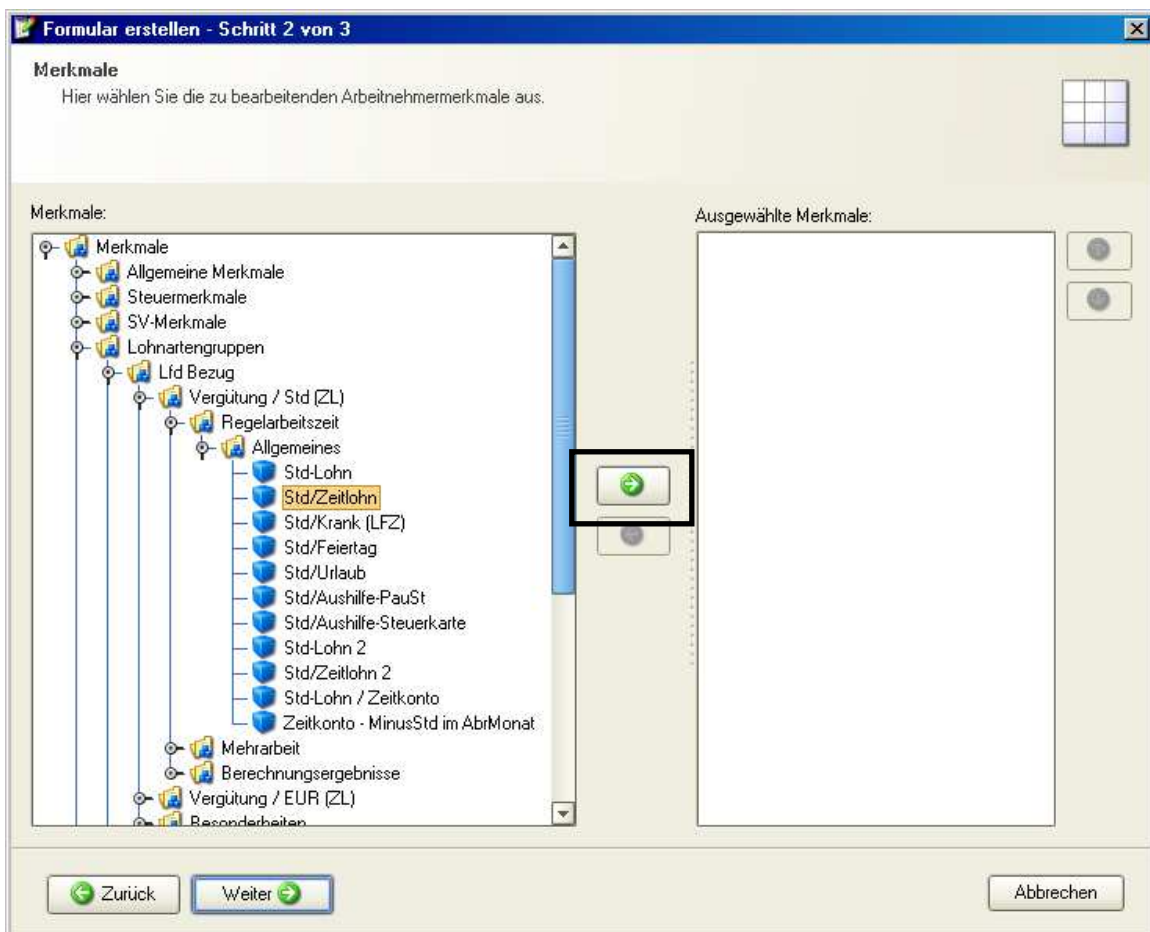 Formular erstellen - Schritt 2 von 3
Merkmale
Hier wählen Sie die zu bearbeitenden Arbeitnehmermerkmale aus.
Merkmale:
Merkmale
Allgemeine Merkmale
Steuermerkmale
SV-Merkmale
Lohnartengruppen
Lfd Bezug
Vergütung / Std (ZL)
Regelarbeitszeit
Allgemeines
Std-Lohn
Std/Zeitlohn
Std/Krank (LFZ)
Std/Feiertag
Std/Urlaub
Std/Aushilfe-PauSt
Std/Aushilfe-Steuerkarte
Std-Lohn 2
Std/Zeitlohn 2
Std-Lohn / Zeitkonto
Zeitkonto - MinusStd im AbrMonat
Mehrarbeit
Berechnungsergebnisse
Vergütung / EUR (ZL)
Besonderheiten
Ausgewählte Merkmale:
Zurück
Weiter
Abbrechen